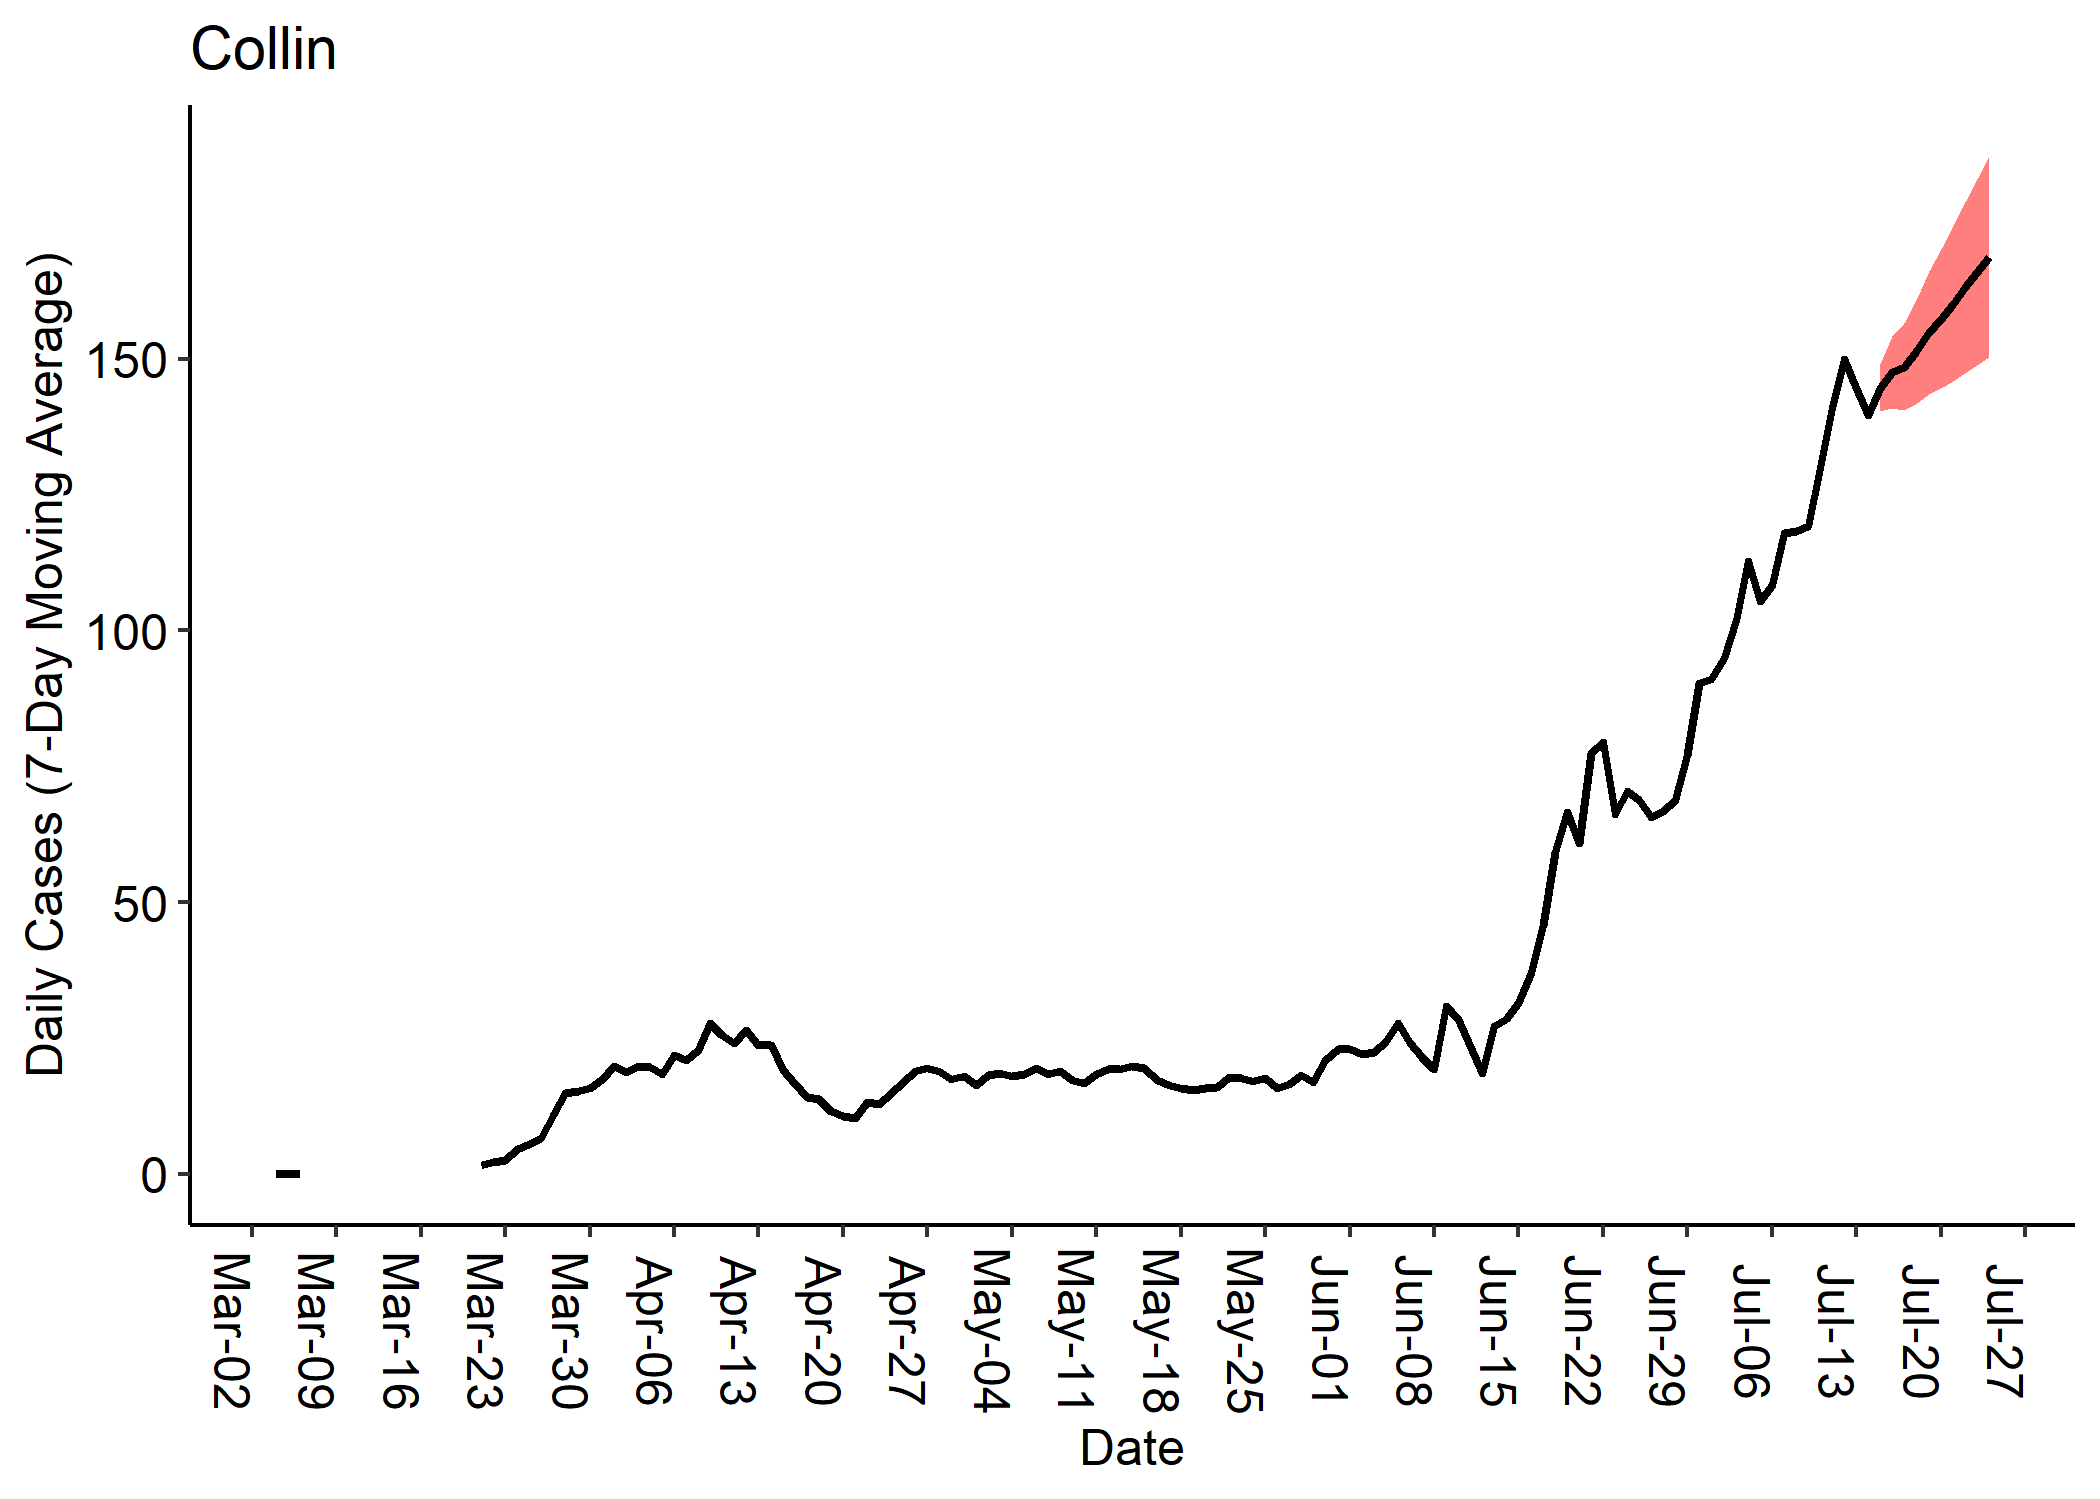 Collin
Daily Cases (7-Day Moving Average)
150
100
50
0
Mar-02
Mar-09
Mar-16
Mar-23
Mar-30
Apr-06
Apr-13
Apr-20
Apr-27
May-04
May-11
May-18
May-25
Jun-01
Jun-08
Jun-15
Jun-22
Jun-29
Jul-06
Jul-13
Jul-20
Jul-27
Date